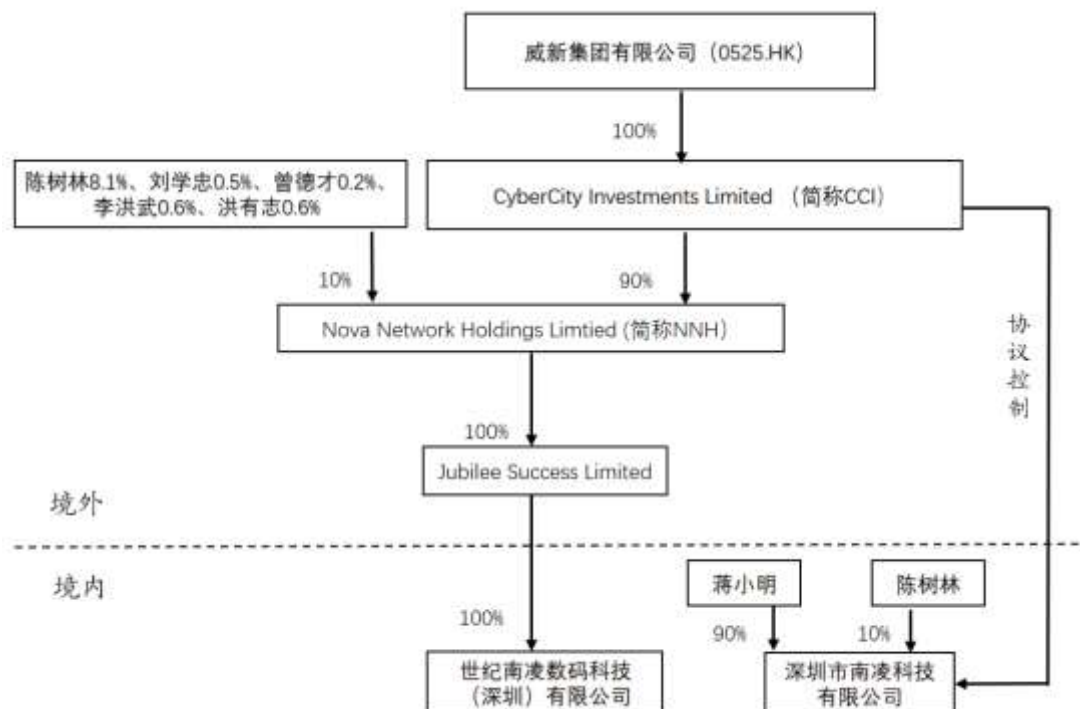 威新集团有限公司（0525.HK）
100%
陈树林8.1%、刘学忠0.5%、曾德才0.2%、
李洪武0.6%、洪有志0.6%
CyberCity Investments Limited （简称CCI）
10%
90%
Nova Network Holdings Limtied (简称NNH）
协议控制
100%
Jubilee Success Limited
境外
境内
蒋小明
陈树林
100%
90%
10%
世纪南凌数码科技
（深圳）有限公司
深圳市南凌科技
有限公司